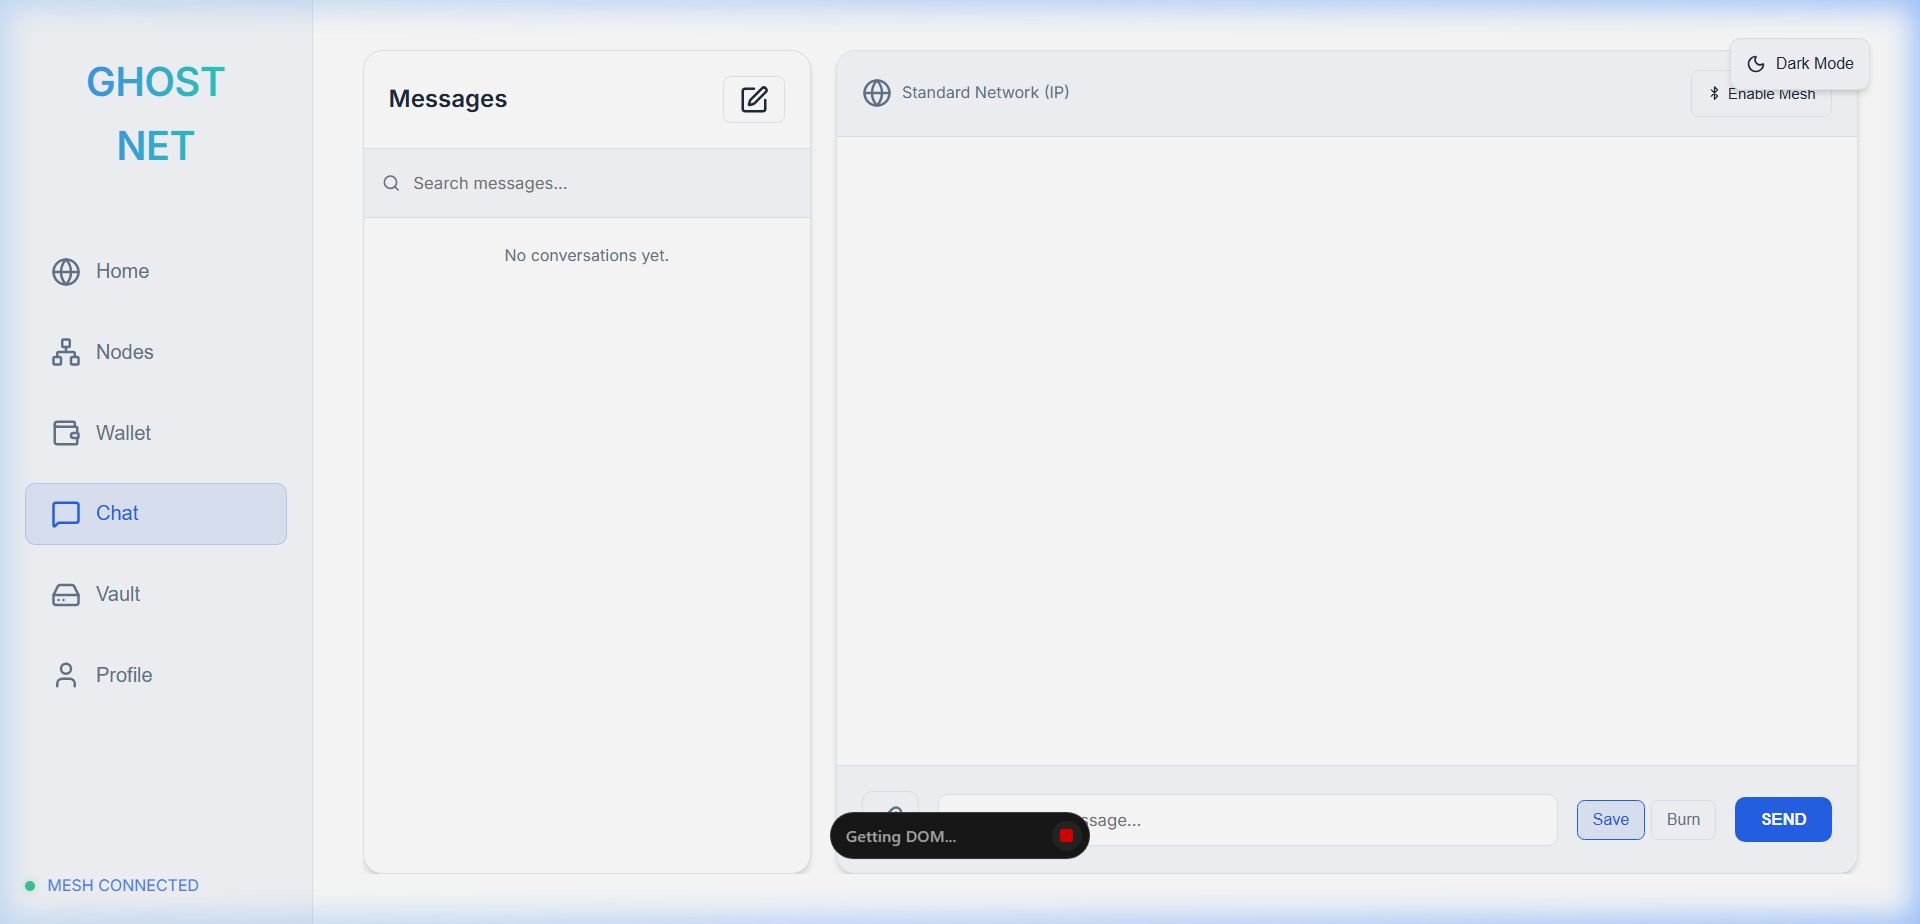 GHOST
NET
Home
Nodes
Wallet
Chat
Vault
Profile
MESH CONNECTED
Messages
Search messages...
No conversations yet.
Standard Network (IP)
Dark Mode
Enable Mesh
Getting DOM...
Save
Burn
SEND